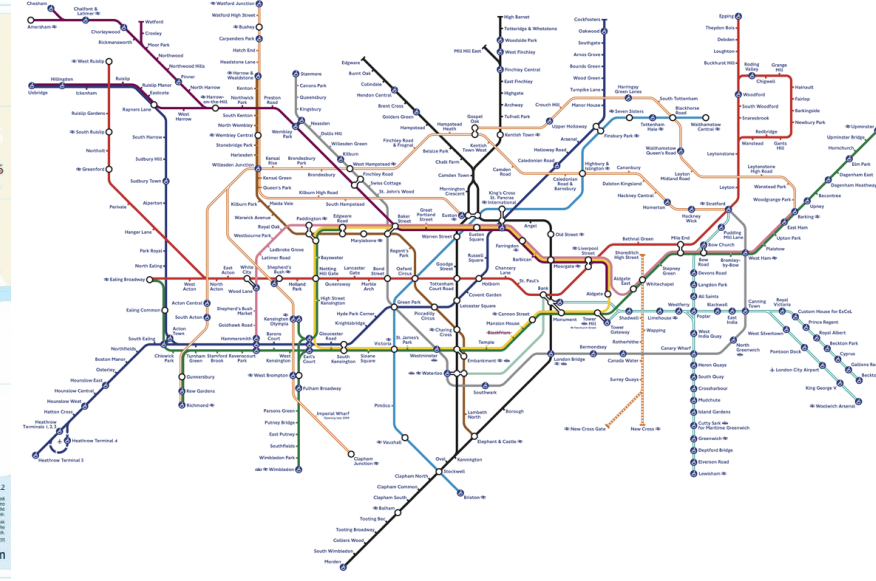 Chesham
Chalfont &
Latimer
Amersham
Chorleywood
Rickmansworth
Watford
Croxley
Moor Park
Northwood
Northwood Hills
Pinner
North Harrow
Harrow-
on-the-Hill
Northwick
Park
Preston
Road
Watford Junction
Watford High Street
Bushey
Carpenders Park
Hatch End
Headstone Lane
Harrow &
Wealdstone
Kenton
South Kenton
North Wembley
Wembley Central
Stonebridge Park
Harlesden
Willesden Junction
Kensal Green
Queen's Park
West Ruislip
Hillingdon
Ruislip
Uxbridge
Ickenham
Ruislip Manor
Eastcote
Rayners Lane
West
Harrow
Ruislip Gardens
South Ruislip
Northolt
Greenford
Perivale
Hanger Lane
South Harrow
Sudbury Hill
Sudbury Town
Alperton
Park Royal
North Ealing
Ealing Broadway
Ealing Common
West
Acton
North
Acton
East
Acton
White
City
Wood Lane
Shepherd's
Bush
Holland
Park
Stanmore
Canons Park
Queensbury
Kingsbury
Wembley
Park
Neasden
Dollis Hill
Willesden Green
Kilburn
West Hampstead
Finchley Road
Swiss Cottage
St. John's Wood
Kensal
Rise
Brondesbury
Park
Brondesbury
Kilburn High Road
South Hampstead
Kilburn Park
Maida Vale
Warwick Avenue
Royal Oak
Westbourne Park
Ladbroke Grove
Latimer Road
Paddington
Edgware
Road
Marylebone
Baker
Street
Great
Portland
Street
Warren Street
Euston
Euston
Square
Bayswater
Notting
Hill Gate
Lancaster
Gate
Queensway
Marble
Arch
Bond
Street
Oxford
Circus
Regent's
Park
Goodge
Street
Tottenham
Court Road
Russell
Square
Holborn
Chancery
Lane
St. Paul's
Edgware
Burnt Oak
Colindale
Hendon Central
Brent Cross
Golders Green
Hampstead
Hampstead
Heath
Belsize Park
Chalk Farm
Camden Town
Mornington
Crescent
Finchley Road
& Frognal
High Barnet
Totteridge & Whetstone
Woodside Park
Mill Hill East
West Finchley
Finchley Central
East Finchley
Highgate
Archway
Tufnell Park
Kentish Town
Kentish
Town West
Gospel
Oak
Camden
Road
Crouch Hill
Upper Holloway
Cockfosters
Oakwood
Southgate
Arnos Grove
Bounds Green
Wood Green
Turnpike Lane
Manor House
Finsbury Park
Arsenal
Holloway Road
Caledonian Road
Caledonian
Road &
Barnsbury
Highbury &
Islington
Canonbury
Dalston Kingsland
Hackney Central
Homerton
Hackney
Wick
Stratford
Harringay
Green Lanes
South Tottenham
Seven Sisters
Tottenham
Hale
Blackhorse
Road
Walthamstow
Central
Walthamstow
Queen's Road
Leyton
Midland Road
Leytonstone
High Road
Wanstead Park
Woodgrange Park
Epping
Theydon Bois
Debden
Loughton
Buckhurst Hill
Roding
Valley
Chigwell
Grange
Hill
Hainault
Fairlop
Barkingside
Newbury Park
Gants
Hill
Redbridge
Wanstead
Woodford
South Woodford
Snaresbrook
Leytonstone
Leyton
Upminster
Upminster Bridge
Hornchurch
Elm Park
Dagenham East
Dagenham Heathway
Becontree
Upney
Barking
East Ham
Upton Park
Plaistow
West Ham
King's Cross
St. Pancras
International
Angel
Old Street
Farringdon
Barbican
Moorgate
Liverpool
Street
Shoreditch
High Street
Bethnal Green
Mile End
Stepney
Green
Whitechapel
Aldgate
East
Aldgate
Bank
Bow
Road
Bow Church
Pudding
Mill Lane
Bromley-
by-Bow
Devons Road
Langdon Park
All Saints
Poplar
Blackwall
East
India
Canning
Town
Royal
Victoria
Custom House for ExCeL
Prince Regent
Royal Albert
Beckton Park
Cyprus
West Silvertown
Pontoon Dock
London City Airport
King George V
Woolwich Arsenal
Westferry
Limehouse
Shadwell
Tower
Gateway
Tower
Hill
Monument
Cannon Street
Mansion House
Temple
Embankment
Covent Garden
Leicester Square
Piccadilly
Circus
Charing
Cross
Green Park
Hyde Park Corner
Knightsbridge
High Street
Kensington
Kensington
Olympia
Gloucester
Road
South
Kensington
Sloane
Square
Victoria
St. James's
Park
Westminster
Waterloo
Southwark
London Bridge
Bermondsey
Canada Water
Canary Wharf
North
Greenwich
Wapping
Rotherhithe
Surrey Quays
New Cross Gate
New Cross
West
India Quay
Heron Quays
South Quay
Crossharbour
Mudchute
Island Gardens
Cutty Sark
for Maritime Greenwich
Greenwich
Deptford Bridge
Elverson Road
Lewisham
Acton Central
South Acton
Acton
Town
South Ealing
Northfields
Boston Manor
Osterley
Hounslow East
Hounslow Central
Hounslow West
Hatton Cross
Heathrow
Terminals 1, 2, 3
Heathrow Terminal 4
Heathrow Terminal 5
Chiswick
Park
Turnham
Green
Stamford
Brook
Ravenscourt
Park
Hammersmith
Goldhawk Road
Shepherd's Bush
Market
Barons
Court
West
Kensington
Earl's
Court
Gunnersbury
Kew Gardens
Richmond
West Brompton
Fulham Broadway
Parsons Green
Putney Bridge
East Putney
Southfields
Wimbledon Park
Wimbledon
Imperial Wharf
Clapham
Junction
Pimlico
Vauxhall
Lambeth
North
Borough
Elephant & Castle
Kennington
Oval
Stockwell
Brixton
Clapham North
Clapham Common
Clapham South
Balham
Tooting Bec
Tooting Broadway
Colliers Wood
South Wimbledon
Morden